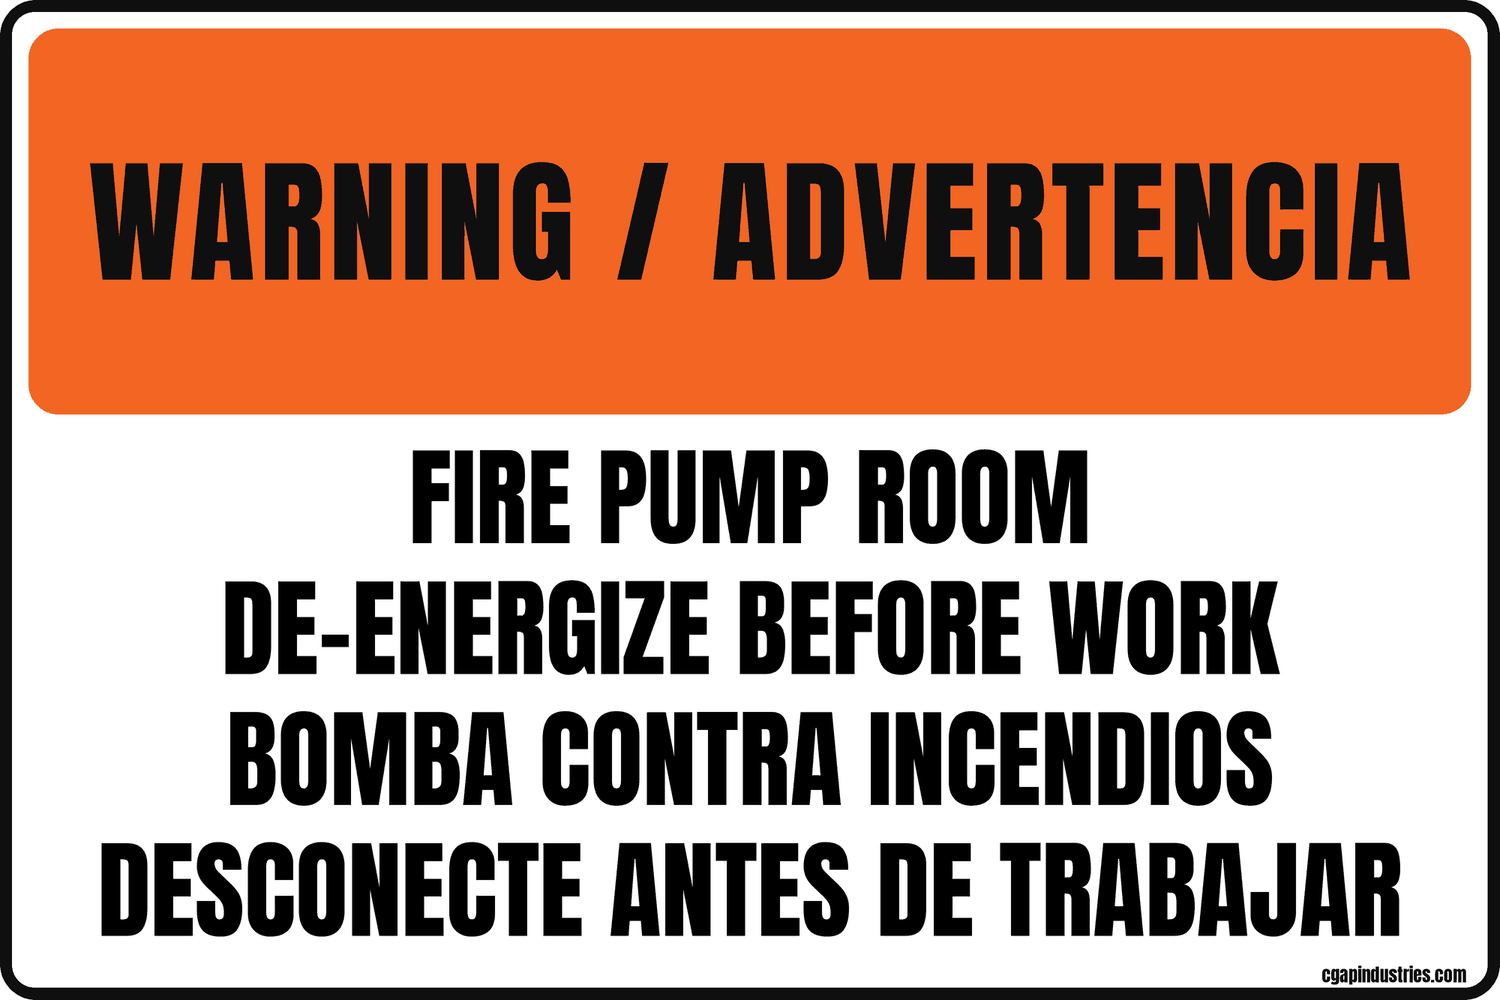 WARNING / ADVERTENCIA
FIRE PUMP ROOM
DE-ENERGIZE BEFORE WORK
BOMBA CONTRA INCENDIOS
DESCONECTE ANTES DE TRABAJAR
cgapindustries.com